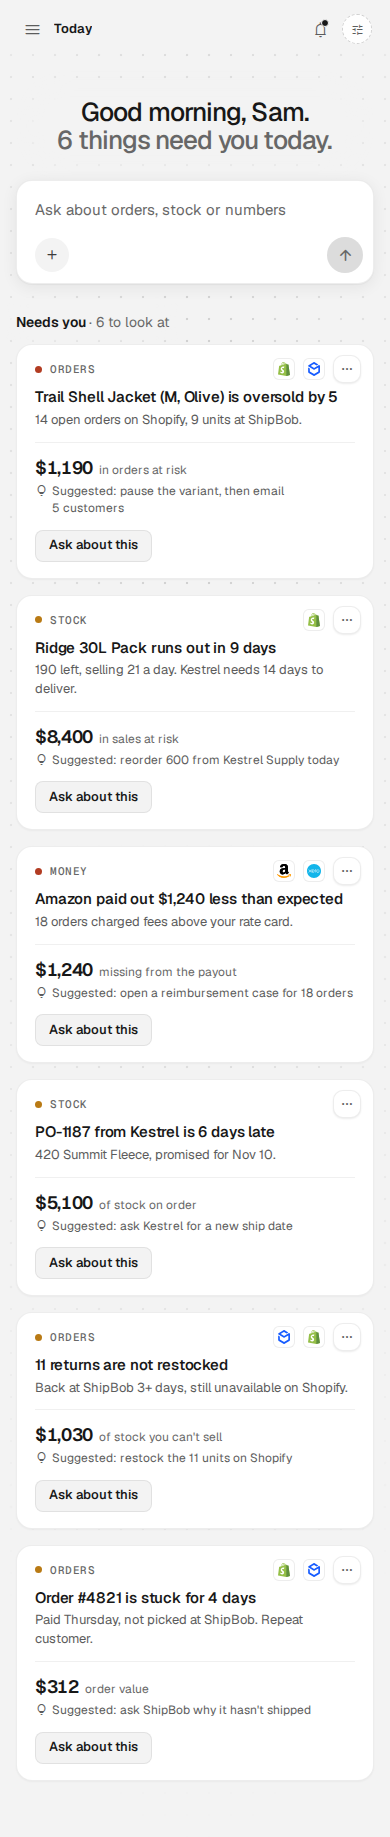 Today
Good morning, Sam.
6 things need you today.
Ask about orders, stock or numbers
Needs you · 6 to look at
ORDERS
Trail Shell Jacket (M, Olive) is oversold by 5
14 open orders on Shopify, 9 units at ShipBob.
$1,190 in orders at risk
Suggested: pause the variant, then email
5 customers
Ask about this
STOCK
Ridge 30L Pack runs out in 9 days
190 left, selling 21 a day. Kestrel needs 14 days to
deliver.
$8,400 in sales at risk
Suggested: reorder 600 from Kestrel Supply today
Ask about this
MONEY
Amazon paid out $1,240 less than expected
18 orders charged fees above your rate card.
$1,240 missing from the payout
Suggested: open a reimbursement case for 18 orders
Ask about this
STOCK
PO-1187 from Kestrel is 6 days late
420 Summit Fleece, promised for Nov 10.
$5,100 of stock on order
Suggested: ask Kestrel for a new ship date
Ask about this
ORDERS
11 returns are not restocked
Back at ShipBob 3+ days, still unavailable on Shopify.
$1,030 of stock you can't sell
Suggested: restock the 11 units on Shopify
Ask about this
ORDERS
Order #4821 is stuck for 4 days
Paid Thursday, not picked at ShipBob. Repeat
customer.
$312 order value
Suggested: ask ShipBob why it hasn't shipped
Ask about this